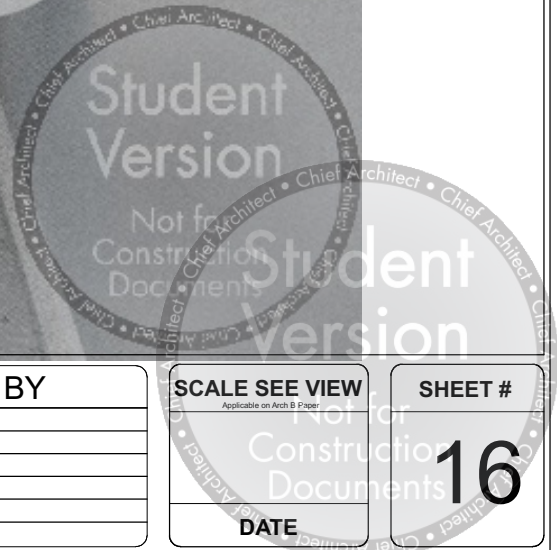 Chief Architect • Chief Architect • Chief Architect • Chief Architect •
Student
Version
Not for
Construction
Documents
Chief Architect • Chief Architect • Chief Architect • Chief Architect •
Student
Version
Not for
Construction
Documents
BY
SCALE SEE VIEW
Applicable on Arch B Paper
DATE
SHEET #
16